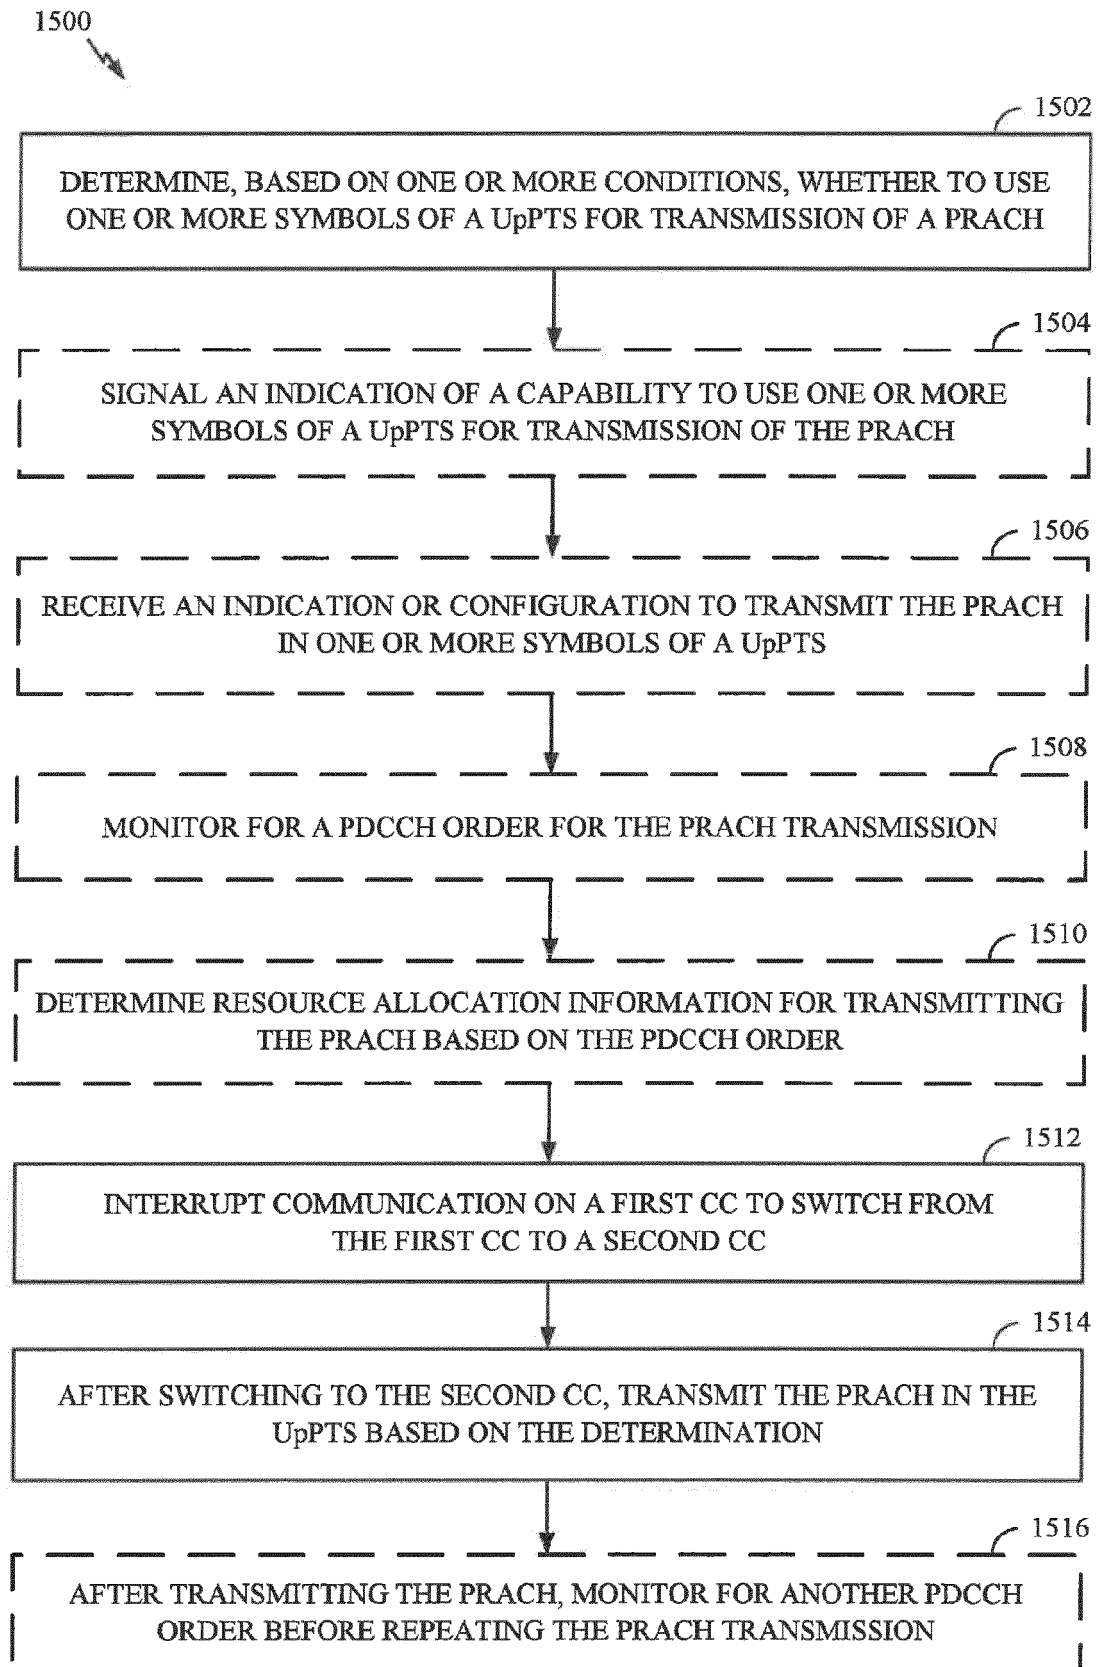 1500
1502
DETERMINE, BASED ON ONE OR MORE CONDITIONS, WHETHER TO USE
ONE OR MORE SYMBOLS OF A UpPTS FOR TRANSMISSION OF A PRACH
1504
SIGNAL AN INDICATION OF A CAPABILITY TO USE ONE OR MORE
SYMBOLS OF A UpPTS FOR TRANSMISSION OF THE PRACH
1506
RECEIVE AN INDICATION OR CONFIGURATION TO TRANSMIT THE PRACH
IN ONE OR MORE SYMBOLS OF A UpPTS
1508
MONITOR FOR A PDCCH ORDER FOR THE PRACH TRANSMISSION
1510
DETERMINE RESOURCE ALLOCATION INFORMATION FOR TRANSMITTING
THE PRACH BASED ON THE PDCCH ORDER
1512
INTERRUPT COMMUNICATION ON A FIRST CC TO SWITCH FROM
THE FIRST CC TO A SECOND CC
1514
AFTER SWITCHING TO THE SECOND CC, TRANSMIT THE PRACH IN THE
UpPTS BASED ON THE DETERMINATION
1516
AFTER TRANSMITTING THE PRACH, MONITOR FOR ANOTHER PDCCH
ORDER BEFORE REPEATING THE PRACH TRANSMISSION